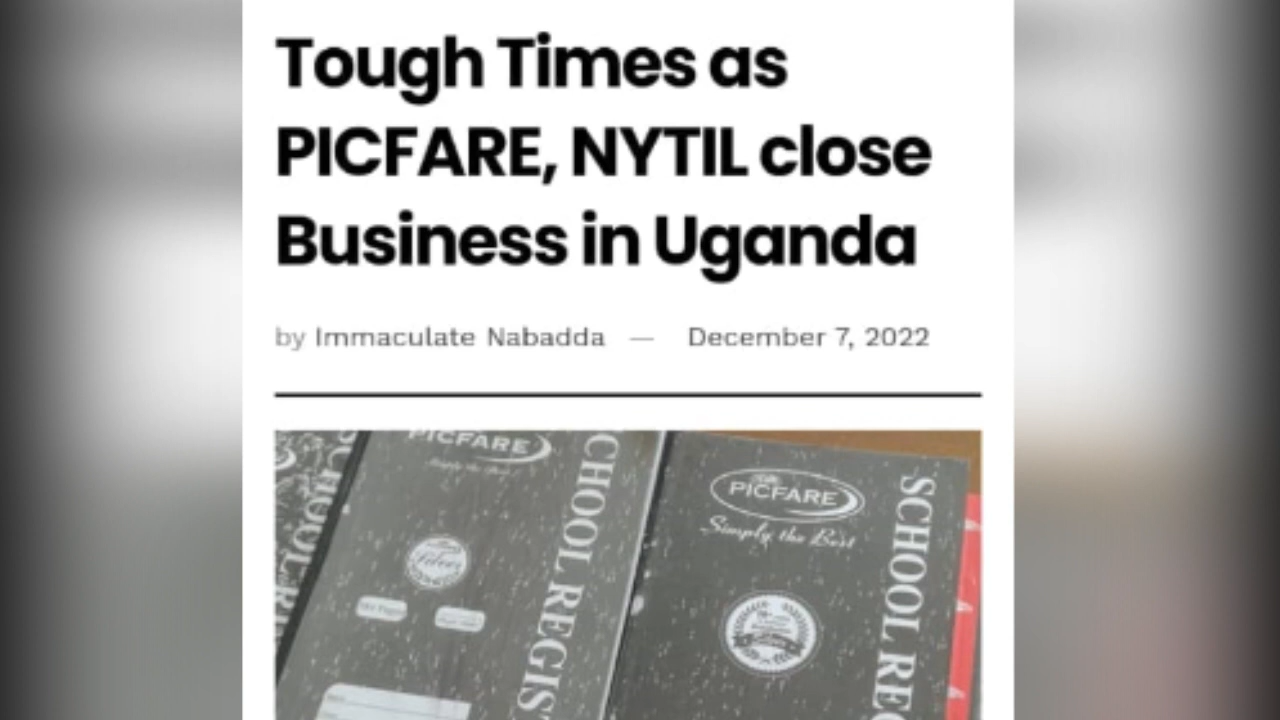 Tough Times as
PICFARE, NYTIL close
Business in Uganda
by Immaculate Nabadda — December 7, 2022
PICFARE
SCHOOL REGIS
PICFARE
Simply the Best
SCHOOL REG